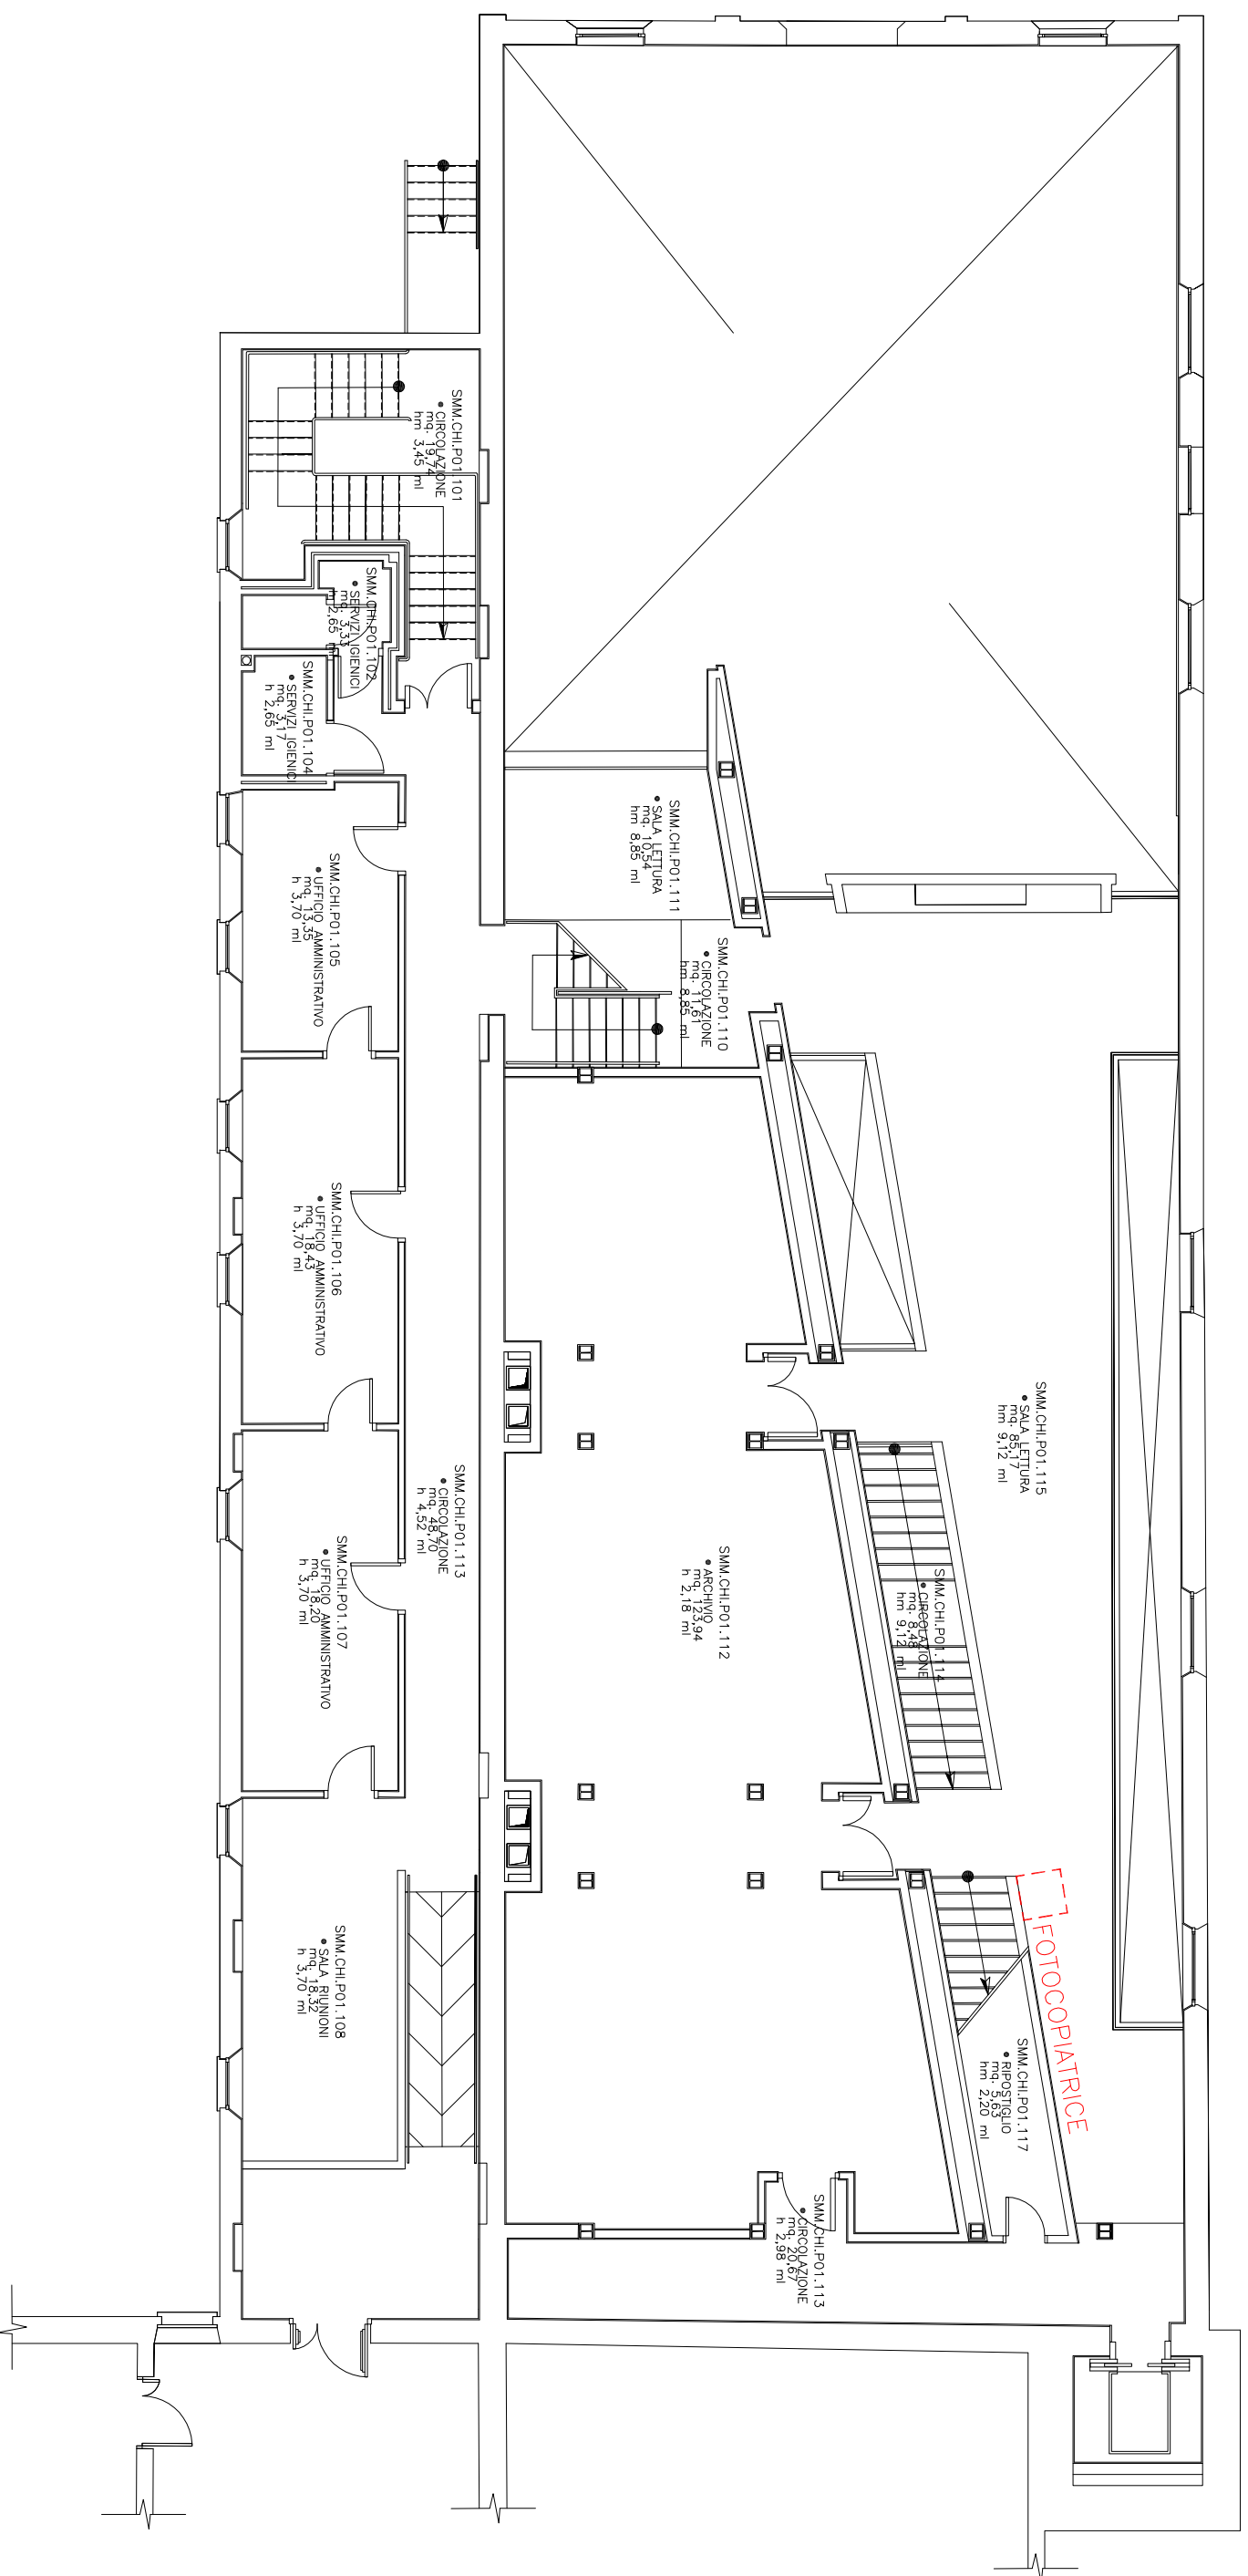 SMM.CHI.P01.101
• CIRCOLAZIONE
mq. 19,74
hm 3,45 ml
SMM.CHI.P01.102
• SERVIZI IGIENICI
mq. 3,33
h 2,65 ml
SMM.CHI.P01.104
• SERVIZI IGIENICI
mq. 3,17
h 2,65 ml
SMM.CHI.P01.111
• SALA LETTURA
mq. 10,54
hm 8,85 ml
SMM.CHI.P01.105
• UFFICIO AMMINISTRATIVO
mq. 13,35
h 3,70 ml
SMM.CHI.P01.110
• CIRCOLAZIONE
mq. 11,61
hm 8,85 ml
SMM.CHI.P01.106
• UFFICIO AMMINISTRATIVO
mq. 18,43
h 3,70 ml
SMM.CHI.P01.115
• SALA LETTURA
mq. 85,17
hm 9,12 ml
SMM.CHI.P01.113
• CIRCOLAZIONE
mq. 48,70
h 4,52 ml
SMM.CHI.P01.107
• UFFICIO AMMINISTRATIVO
mq. 18,20
h 3,70 ml
SMM.CHI.P01.112
• ARCHIVIO
mq. 123,94
h 2,18 ml
SMM.CHI.P01.114
• CIRCOLAZIONE
mq. 8,48
hm 9,12 ml
SMM.CHI.P01.108
• SALA RIUNIONI
mq. 18,32
h 3,70 ml
FOTOCOPIATRICE
SMM.CHI.P01.117
• RIPOSTIGLIO
mq. 5,63
hm 2,20 ml
SMM.CHI.P01.113
• CIRCOLAZIONE
mq. 20,67
h 2,98 ml